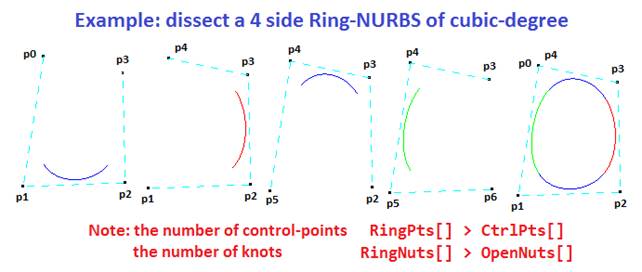 Example: dissect a 4 side Ring-NURBS of cubic-degree
p0 p3 p1 p2
p4 p3 p1 p2
p4 p3 p5 p2
p4 p3 p5 p6
p0 p4 p3 p1 p2
Note: the number of control-points RingPts[] > CtrlPts[]
the number of knots RingNuts[] > OpenNuts[]